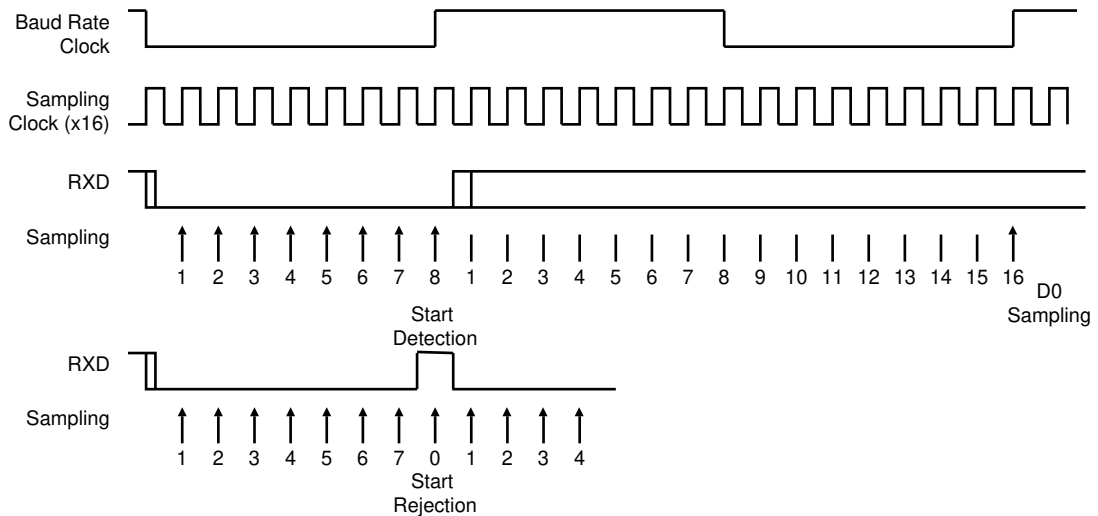 Baud Rate
Clock
Sampling
Clock (x16)
RXD
Sampling
1 2 3 4 5 6 7 8 1 2 3 4 5 6 7 8 9 10 11 12 13 14 15 16
D0
Sampling
Start
Detection
RXD
Sampling
1 2 3 4 5 6 7 0 1 2 3 4
Start
Rejection